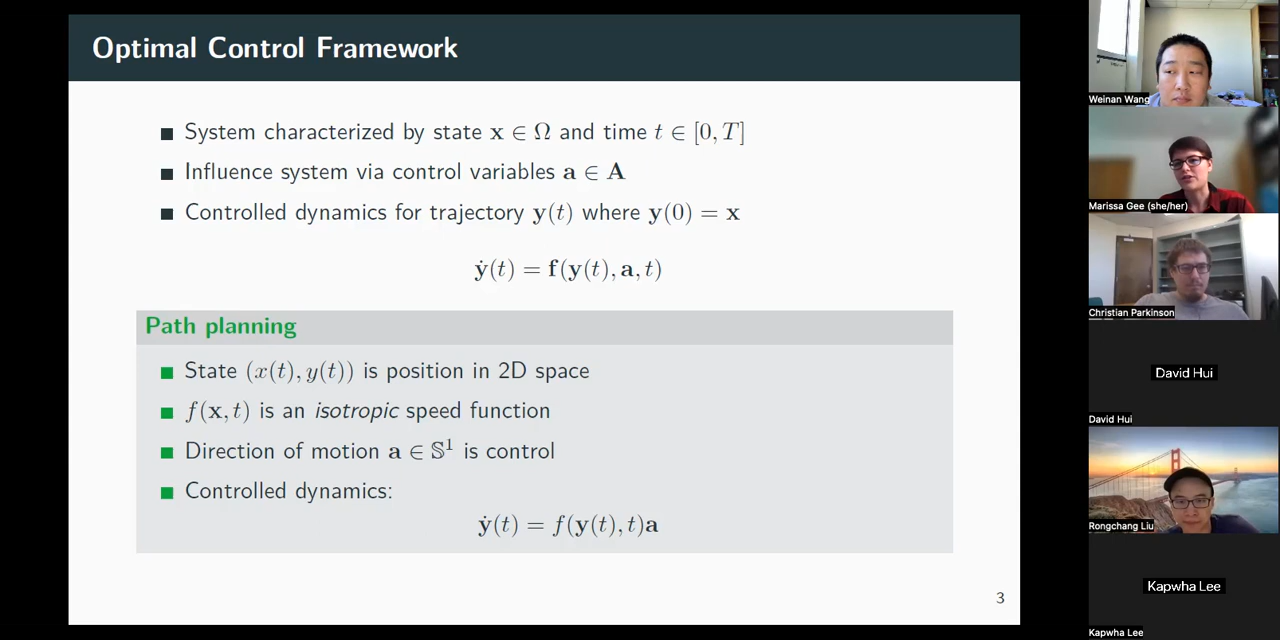 Optimal Control Framework
System characterized by state x ∈ Ω and time t ∈ [0, T]
Influence system via control variables a ∈ A
Controlled dynamics for trajectory y(t) where y(0) = x
ẏ(t) = f(y(t), a, t)
Path planning
State (x(t), y(t)) is position in 2D space
f(x, t) is an isotropic speed function
Direction of motion a ∈ 𝕊¹ is control
Controlled dynamics:
ẏ(t) = f(y(t), t)a
3
Weinan Wang
Marissa Gee (she/her)
Christian Parkinson
David Hui
David Hui
Rongchang Liu
Kapwha Lee
Kapwha Lee